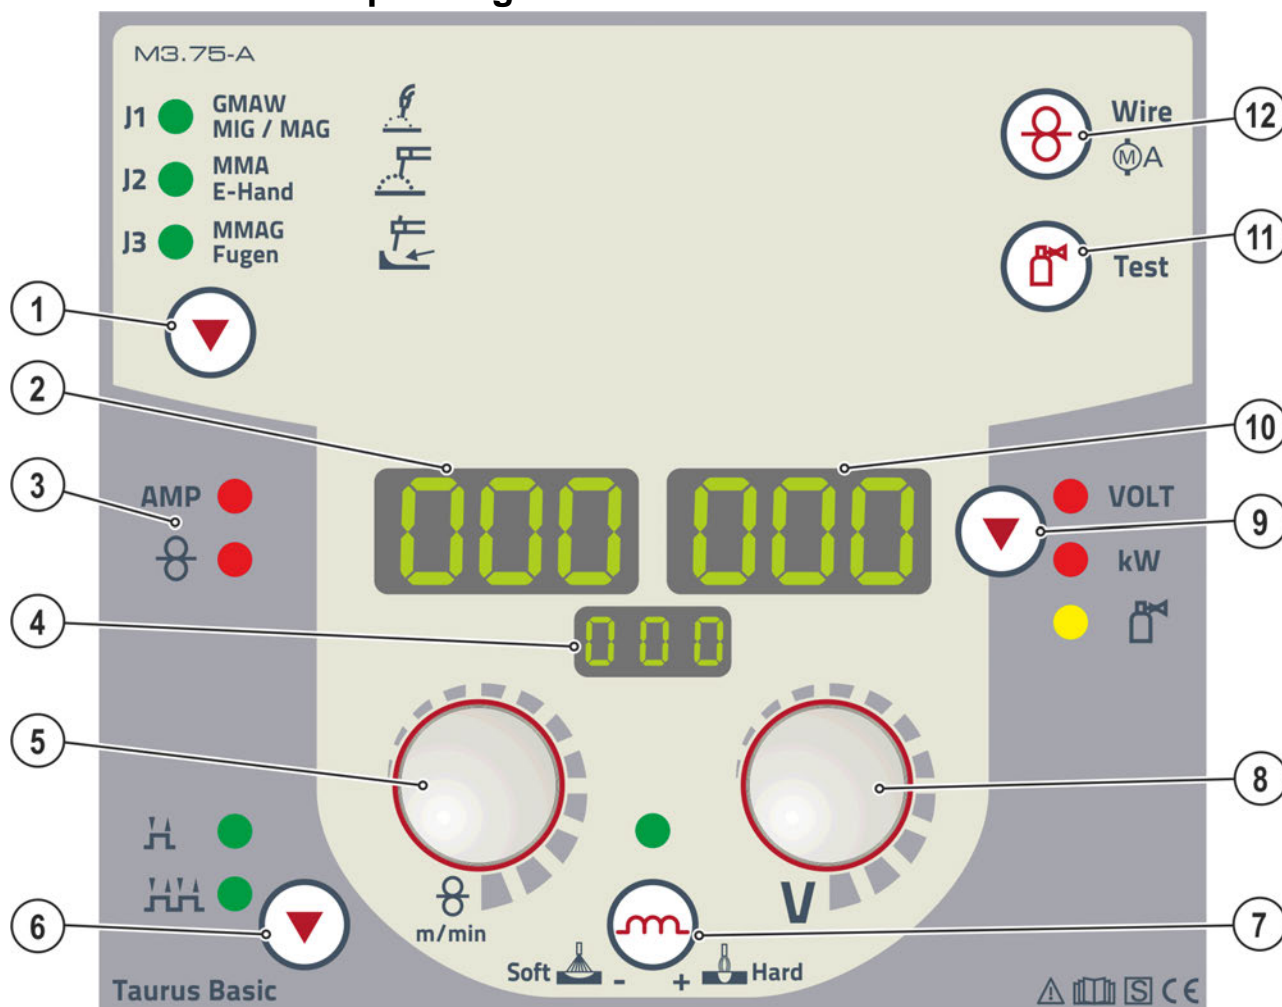 M3.75-A
J1 GMAW
MIG / MAG
J2 MMA
E-Hand
J3 MMAG
Fugen
Wire
M A
Test
12
11
1
2
10
3
AMP
000
000
VOLT
9
kW
4
000
5
8
m/min
V
6
7
Soft - + Hard
Taurus Basic
S CE